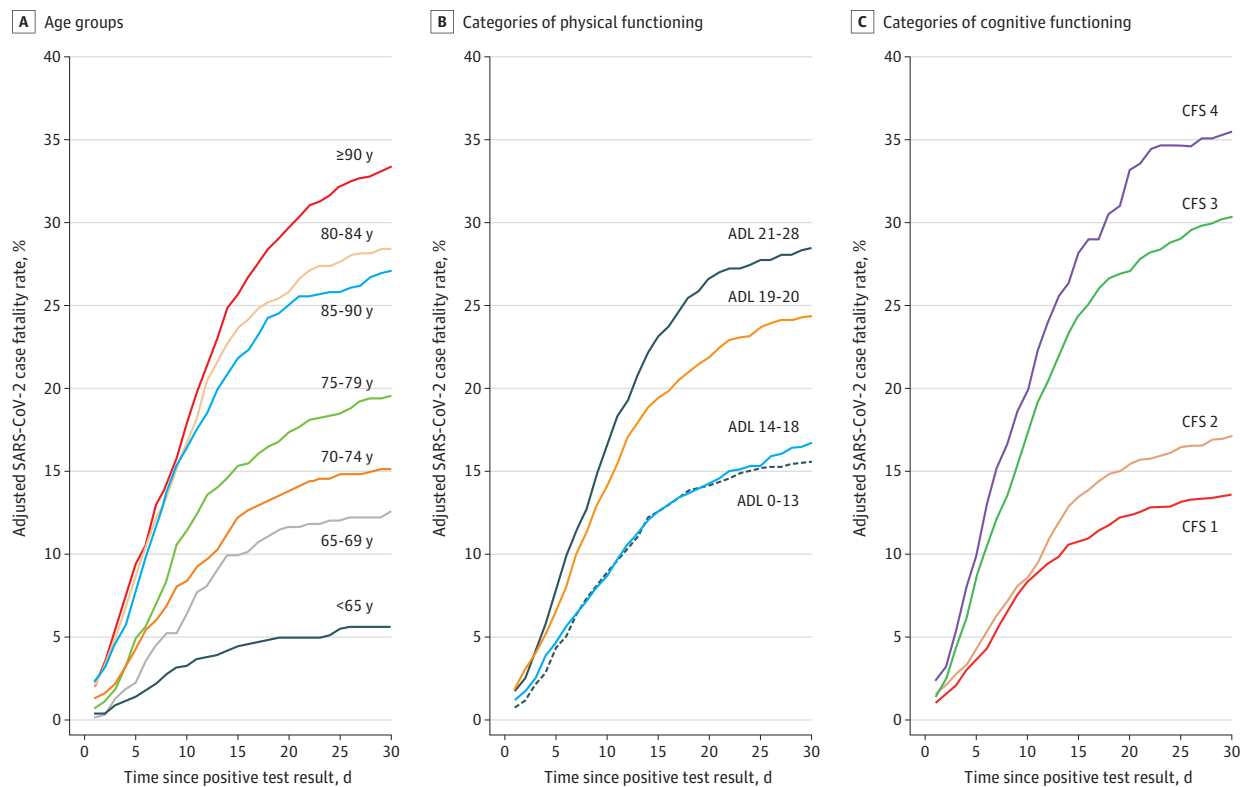 A Age groups
Adjusted SARS-CoV-2 case fatality rate, %
40
35
30
25
20
15
10
5
0
≥90 y
80-84 y
85-90 y
75-79 y
70-74 y
65-69 y
<65 y
0 5 10 15 20 25 30
Time since positive test result, d
B Categories of physical functioning
Adjusted SARS-CoV-2 case fatality rate, %
40
35
30
25
20
15
10
5
0
ADL 21-28
ADL 19-20
ADL 14-18
ADL 0-13
0 5 10 15 20 25 30
Time since positive test result, d
C Categories of cognitive functioning
Adjusted SARS-CoV-2 case fatality rate, %
40
35
30
25
20
15
10
5
0
CFS 4
CFS 3
CFS 2
CFS 1
0 5 10 15 20 25 30
Time since positive test result, d